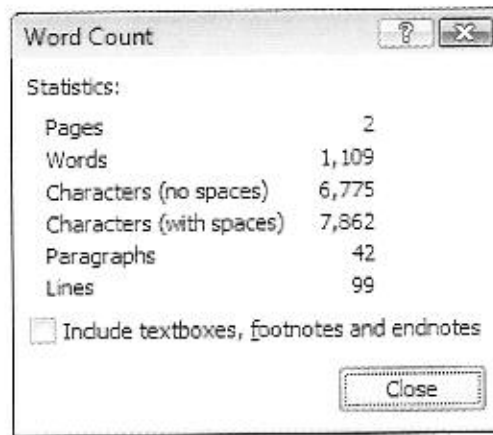 Word Count
Statistics:
Pages 2
Words 1,109
Characters (no spaces) 6,775
Characters (with spaces) 7,862
Paragraphs 42
Lines 99
Include textboxes, footnotes and endnotes
Close